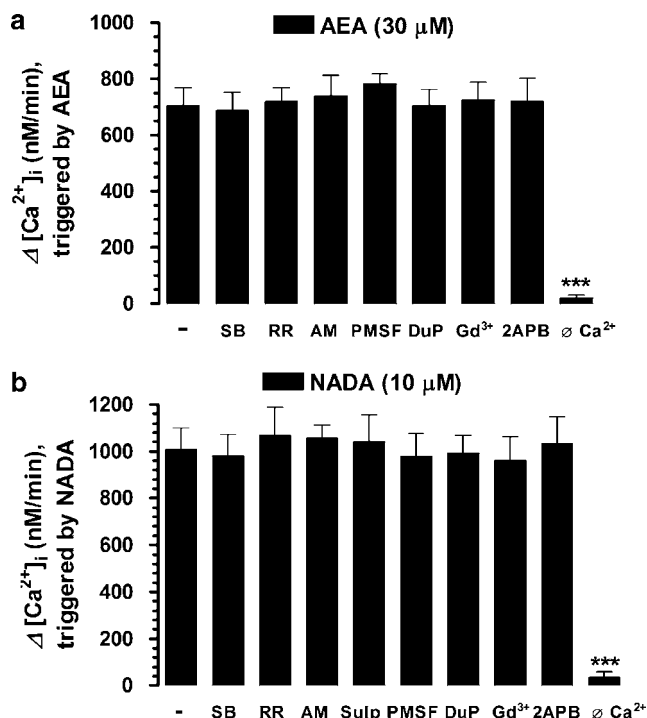 a
AEA (30 µM)
Δ [Ca²⁺]ᵢ (nM/min),
triggered by AEA
1000
800
600
400
200
0
***
- SB RR AM PMSF DuP Gd³⁺ 2APB ø Ca²⁺
b
NADA (10 µM)
Δ [Ca²⁺]ᵢ (nM/min),
triggered by NADA
1200
1000
800
600
400
200
0
***
- SB RR AM Sulp PMSF DuP Gd³⁺ 2APB ø Ca²⁺